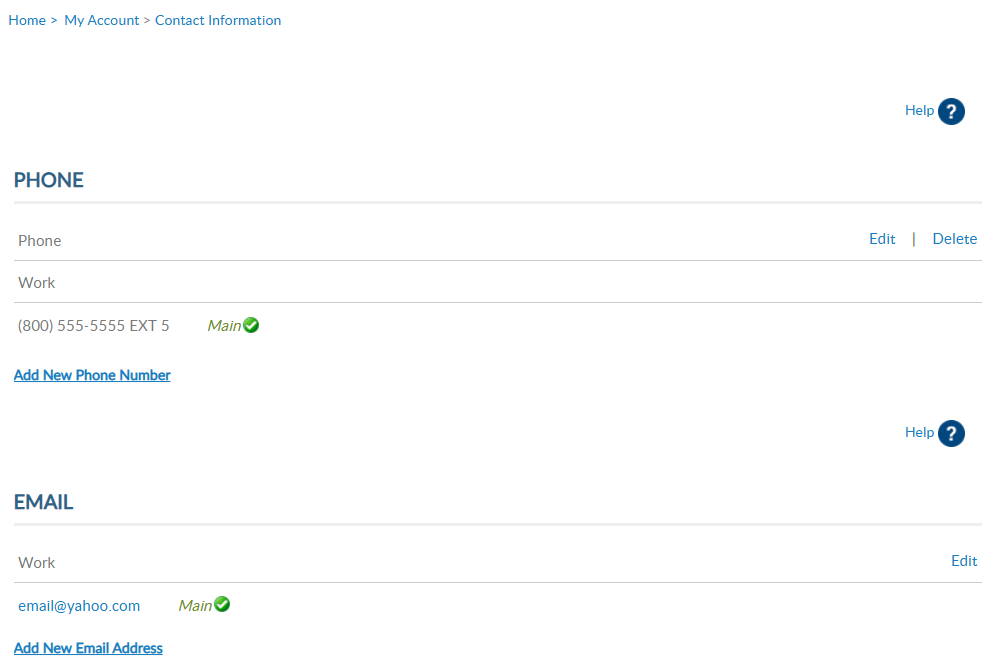 Home > My Account > Contact Information
Help ?
PHONE
Phone Edit | Delete
Work
(800) 555-5555 EXT 5 Main
Add New Phone Number
Help ?
EMAIL
Work Edit
email@yahoo.com Main
Add New Email Address